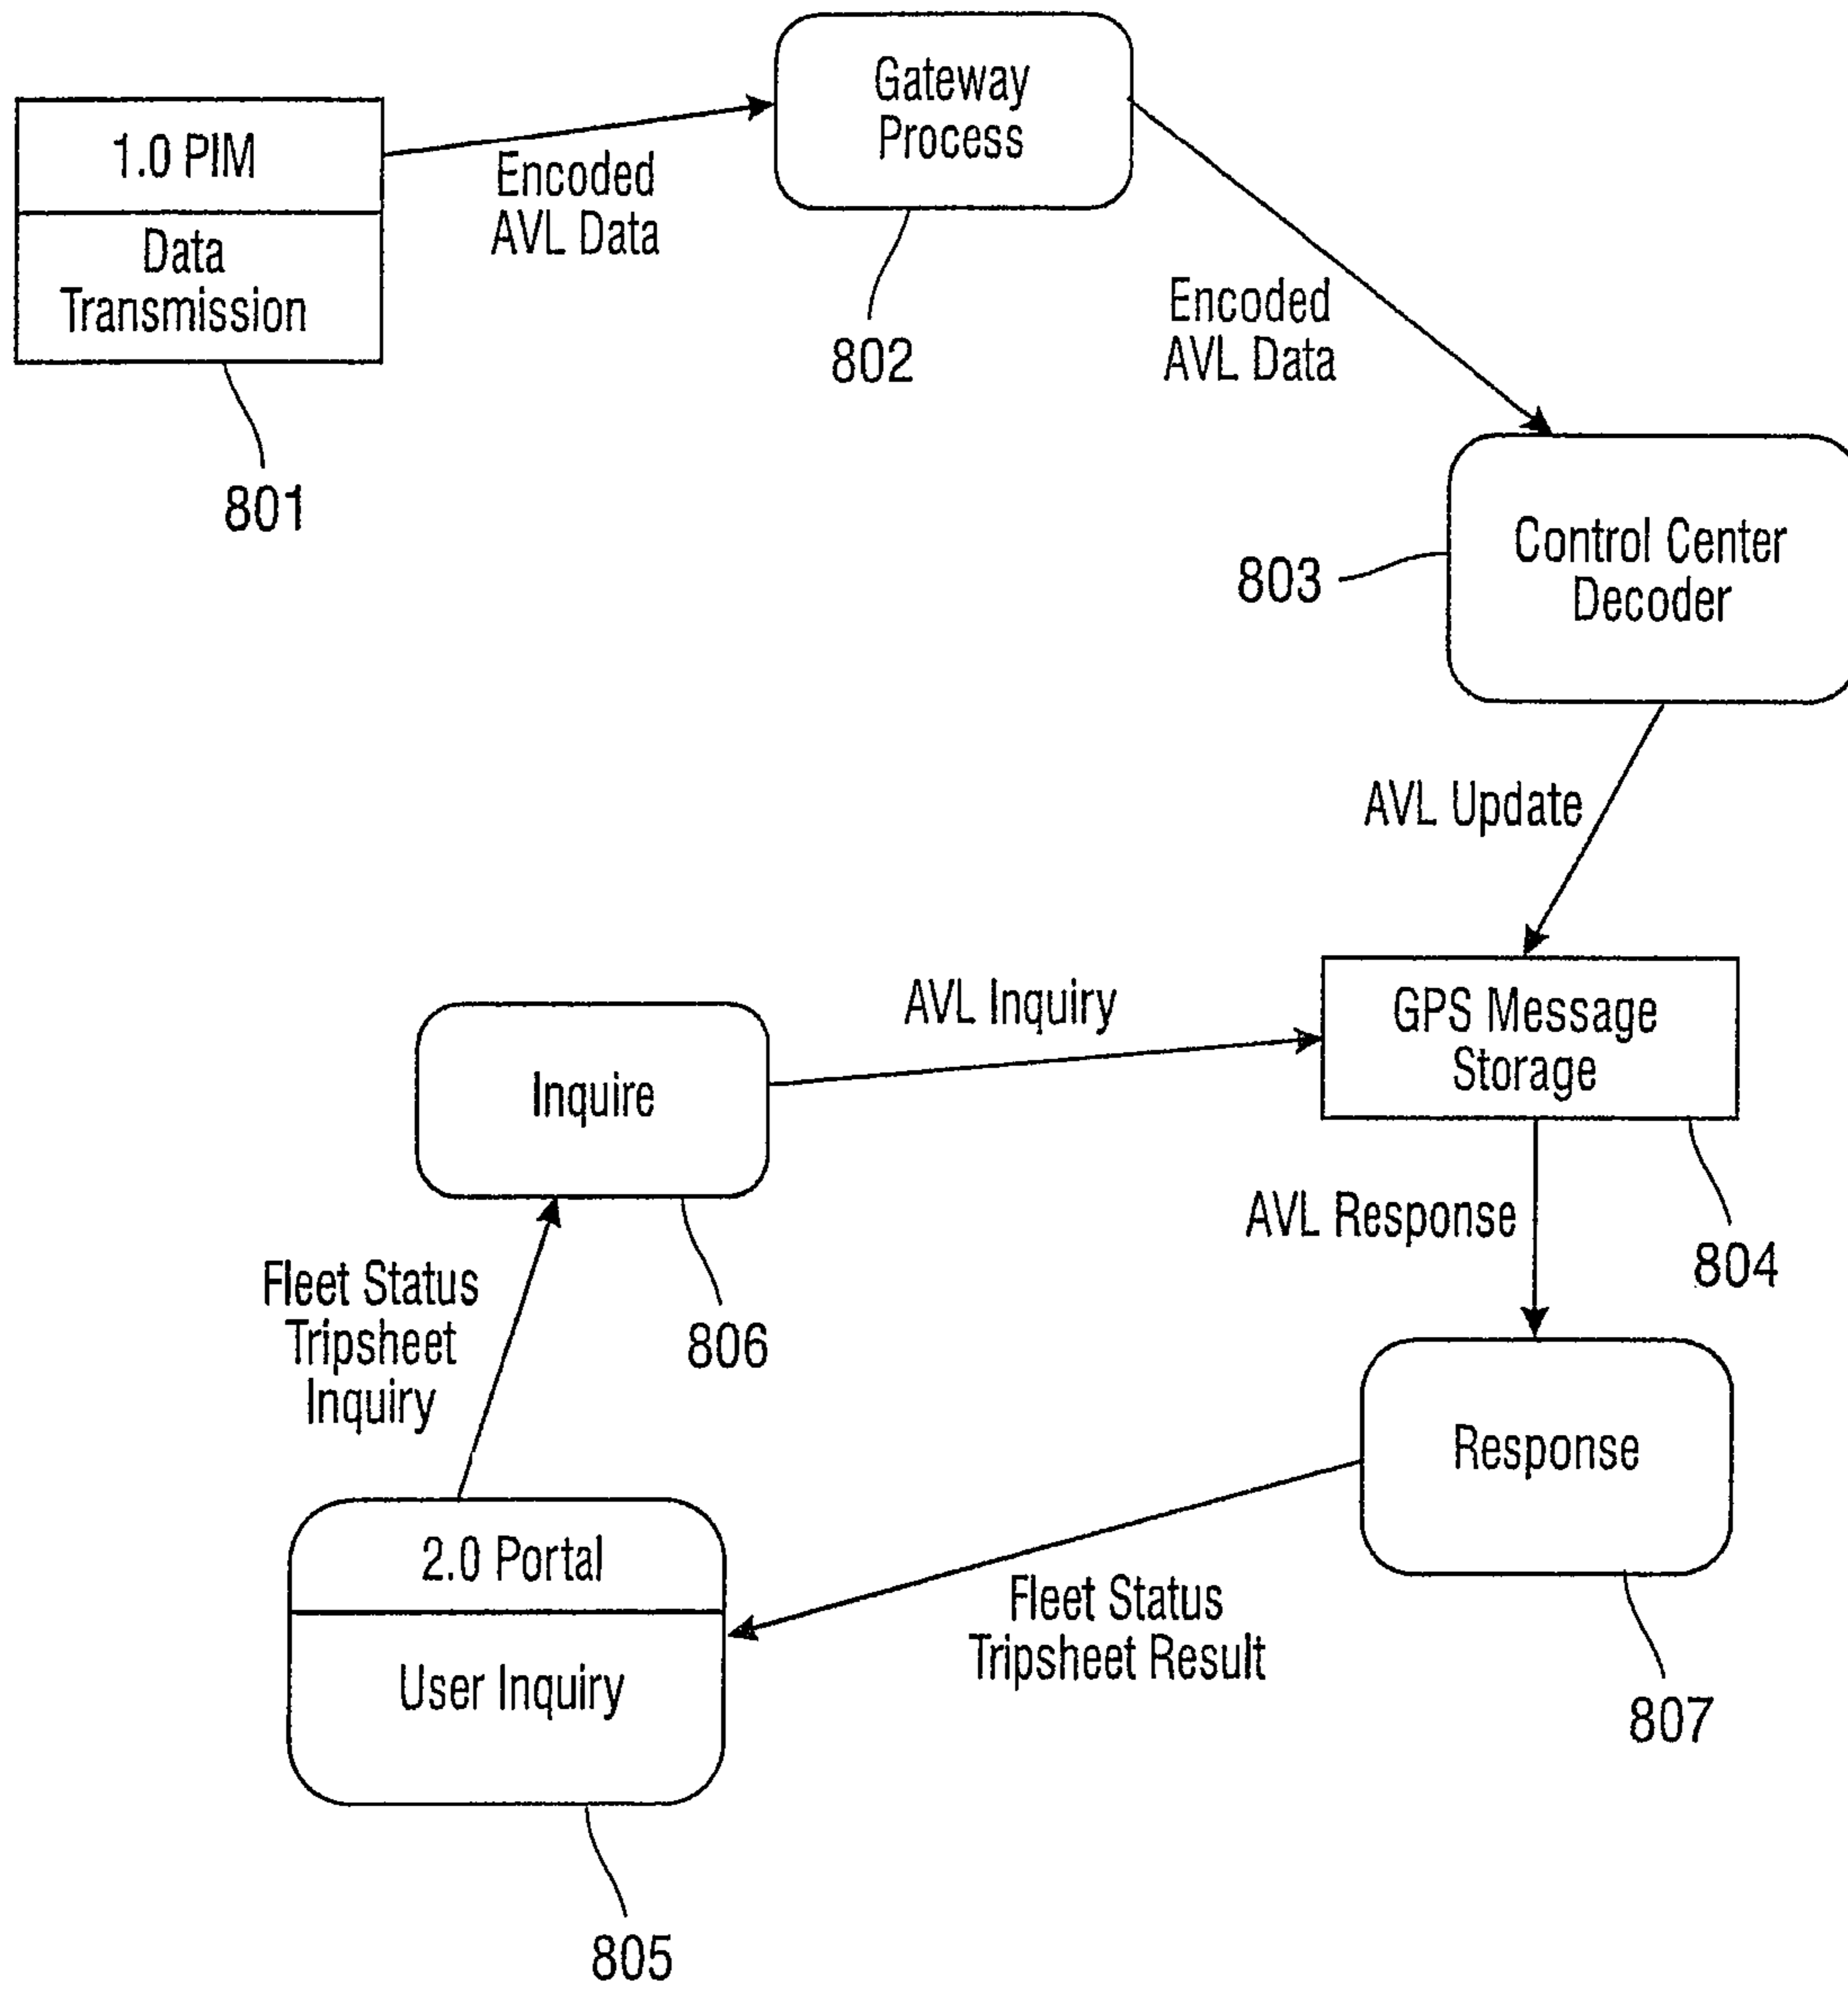 Gateway
Process
1.0 PIM
Data
Transmission
Encoded
AVL Data
802
801
Encoded
AVL Data
803
Control Center
Decoder
AVL Update
AVL Inquiry
GPS Message
Storage
Inquire
AVL Response
804
Fleet Status
Tripsheet
Inquiry
806
Response
2.0 Portal
User Inquiry
Fleet Status
Tripsheet Result
807
805